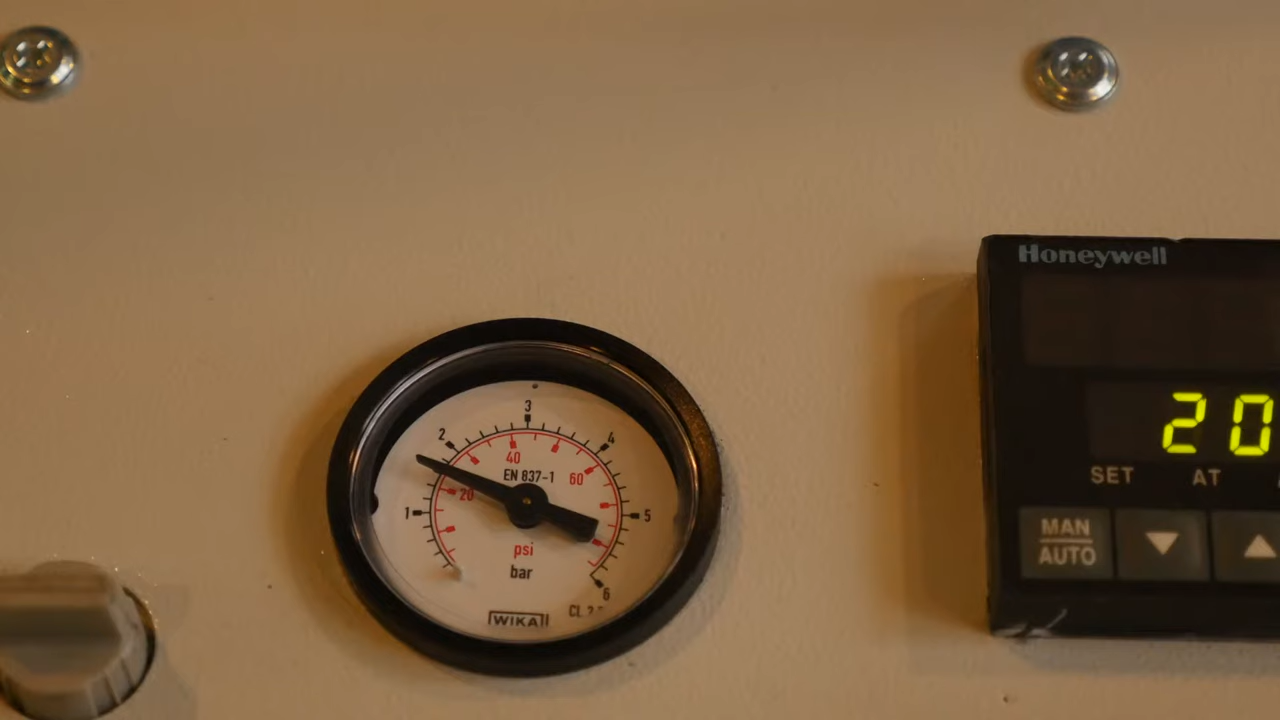 Honeywell
20
SET AT
MAN
AUTO
1 2 3 4 5 6
20 40 60
EN 837-1
psi
bar
WIKA
CL